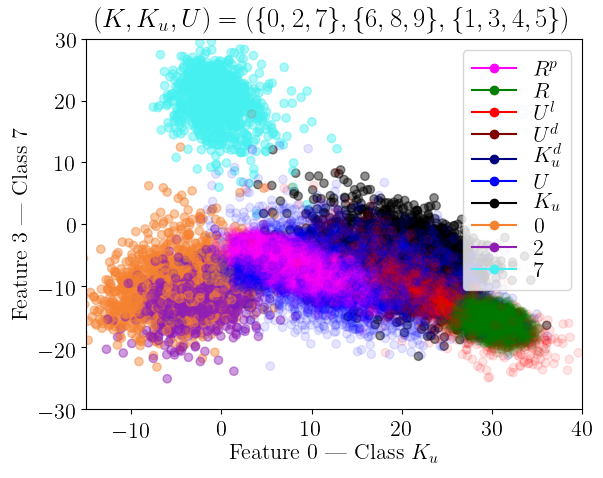 (K, K_u, U) = ({0, 2, 7}, {6, 8, 9}, {1, 3, 4, 5})
30
20
10
0
−10
−20
−30
Feature 3 — Class 7
R^p
R
U^l
U^d
K_u^d
U
K_u
0
2
7
−10
0
10
20
30
40
Feature 0 — Class K_u